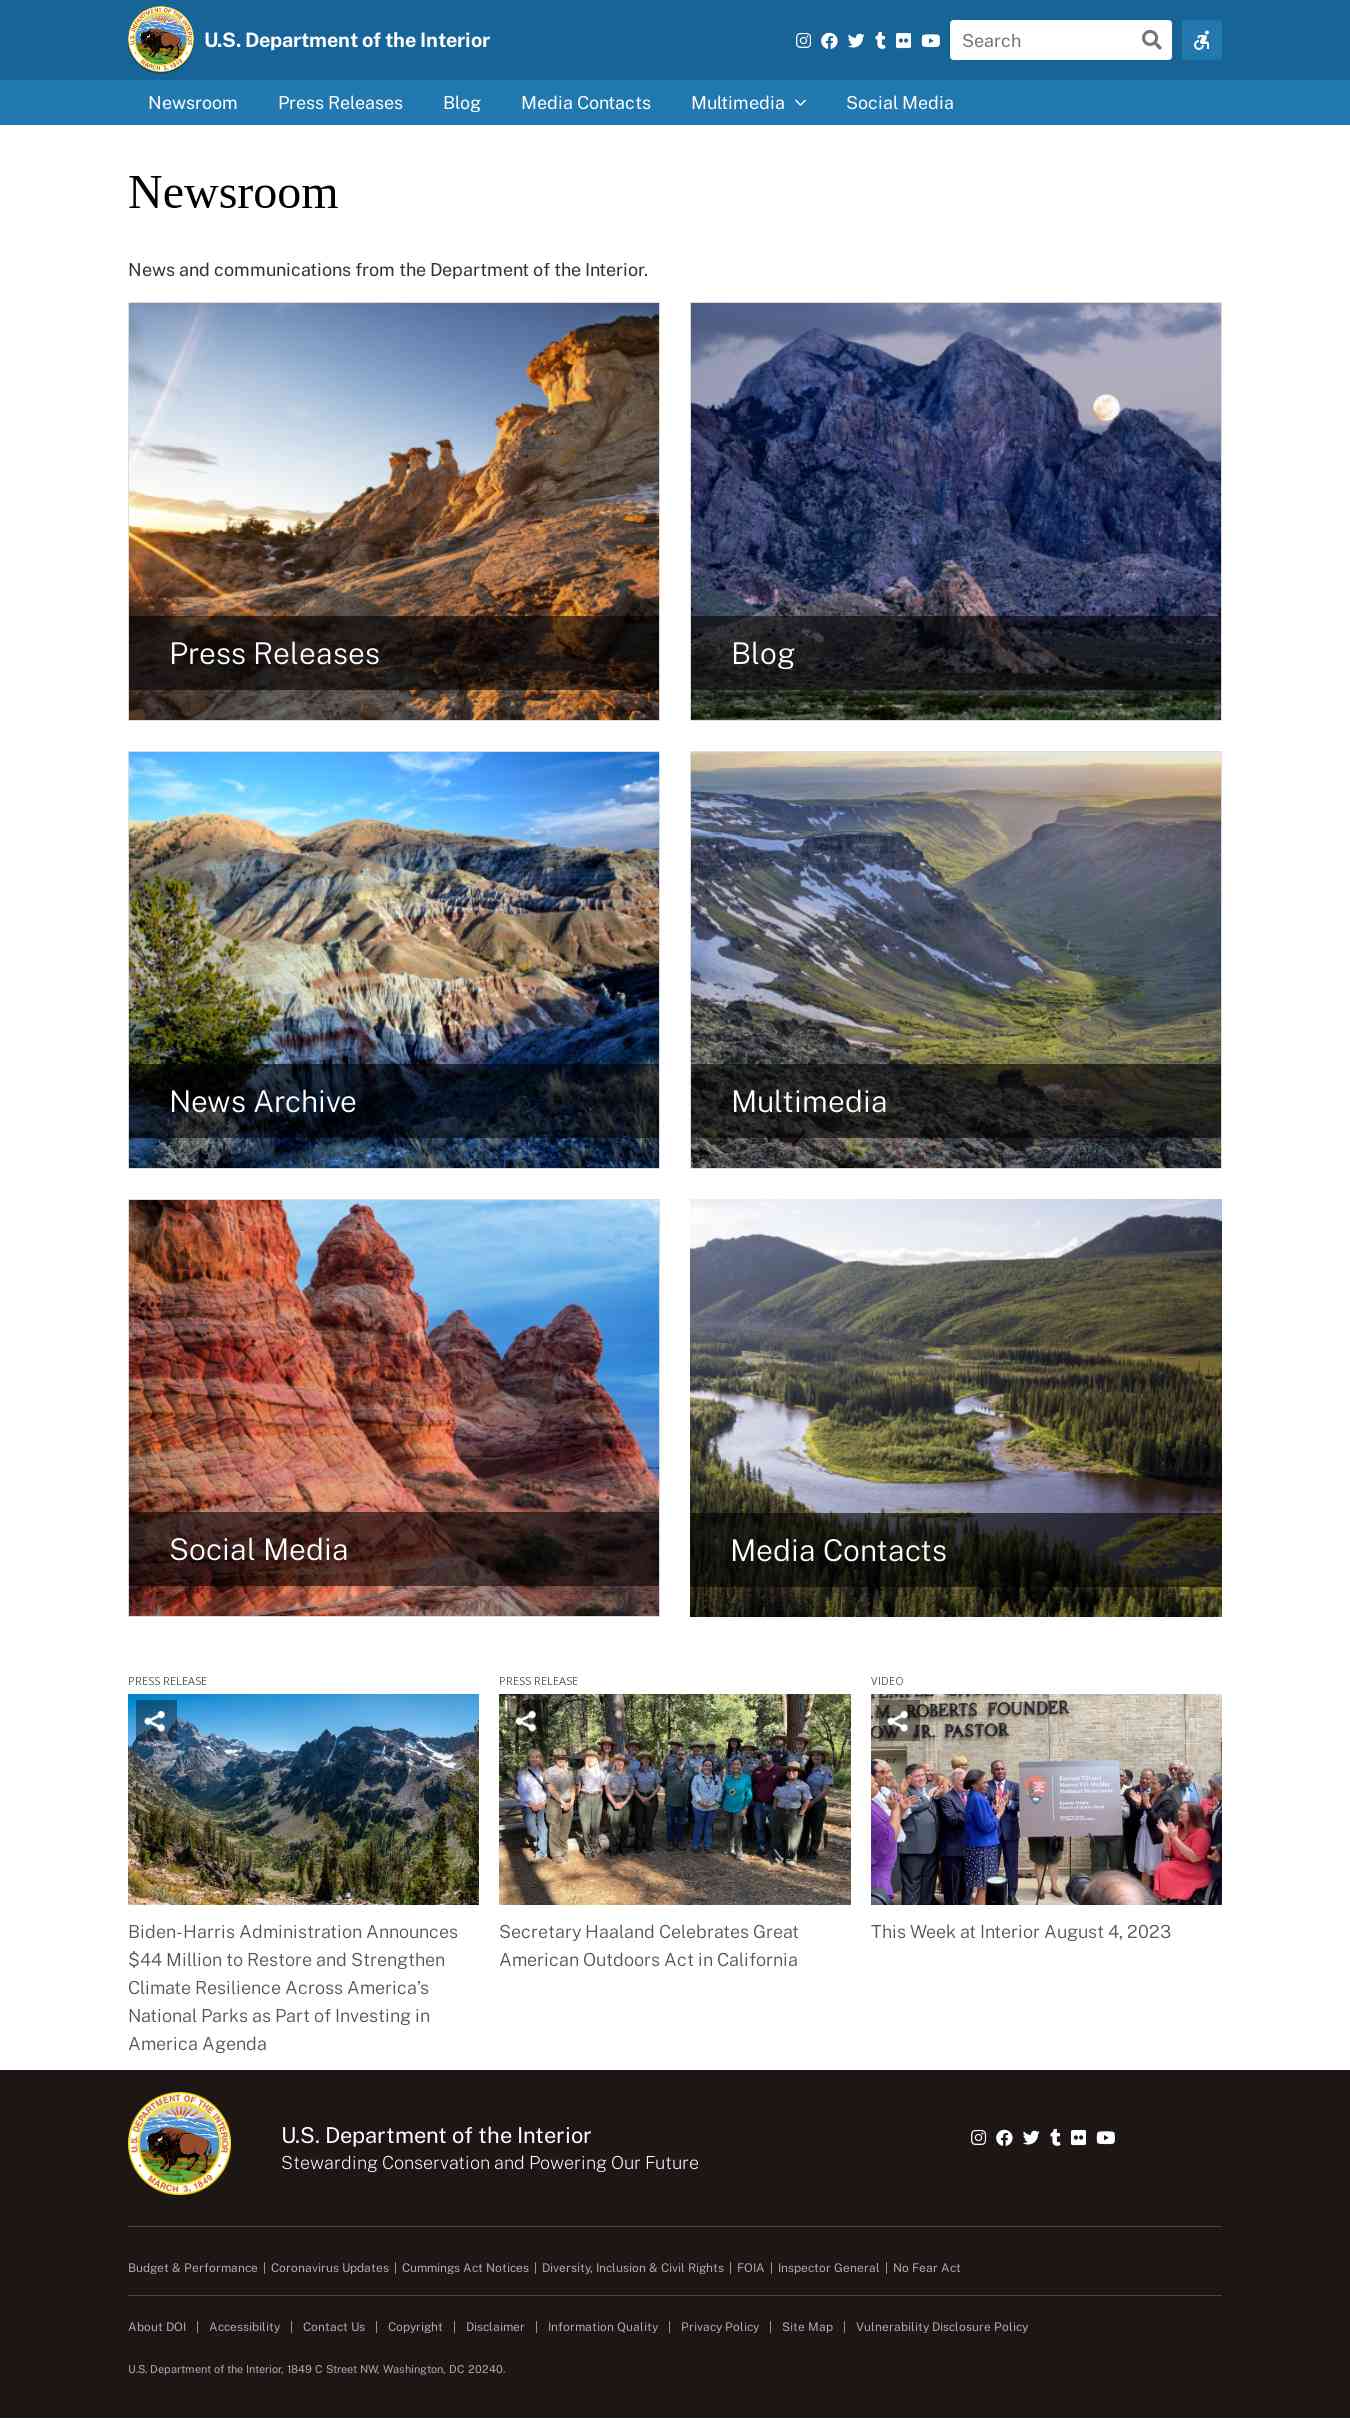 U.S. Department of the Interior
Search
Newsroom
Press Releases
Blog
Media Contacts
Multimedia
Social Media
Newsroom
News and communications from the Department of the Interior.
Press Releases
Blog
News Archive
Multimedia
Social Media
Media Contacts
PRESS RELEASE
PRESS RELEASE
VIDEO
ROBERTS FOUNDER
JR. PASTOR
Biden-Harris Administration Announces
$44 Million to Restore and Strengthen
Climate Resilience Across America’s
National Parks as Part of Investing in
America Agenda
Secretary Haaland Celebrates Great
American Outdoors Act in California
This Week at Interior August 4, 2023
U.S. DEPARTMENT OF THE INTERIOR
MARCH 3, 1849
U.S. Department of the Interior
Stewarding Conservation and Powering Our Future
Budget & Performance | Coronavirus Updates | Cummings Act Notices | Diversity, Inclusion & Civil Rights | FOIA | Inspector General | No Fear Act
About DOI | Accessibility | Contact Us | Copyright | Disclaimer | Information Quality | Privacy Policy | Site Map | Vulnerability Disclosure Policy
U.S. Department of the Interior, 1849 C Street NW, Washington, DC 20240.